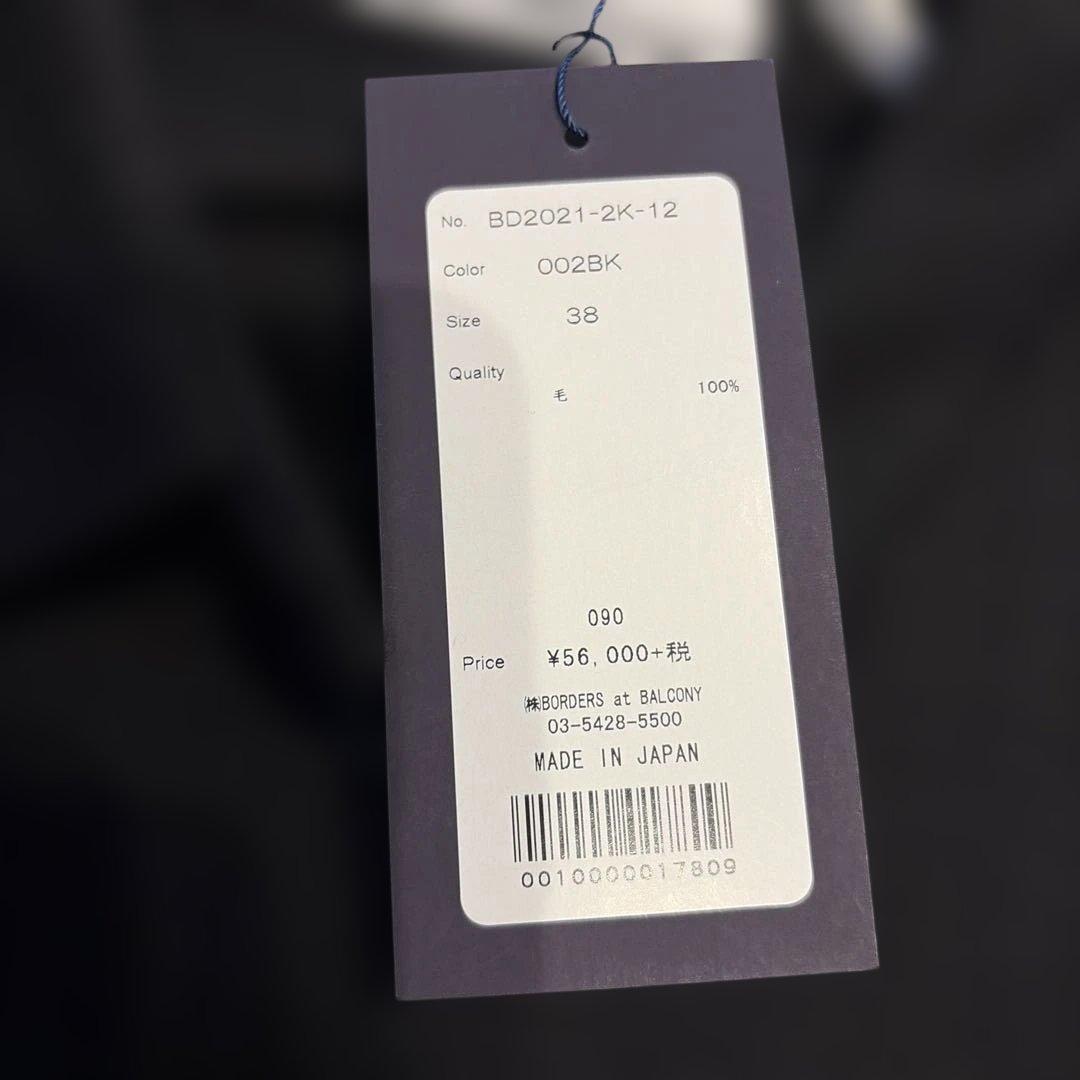 No. BD2021-2K-12
Color 002BK
Size 38
Quality
毛 100%
090
Price ¥56,000+税
㈱BORDERS at BALCONY
03-5428-5500
MADE IN JAPAN
0010000017809